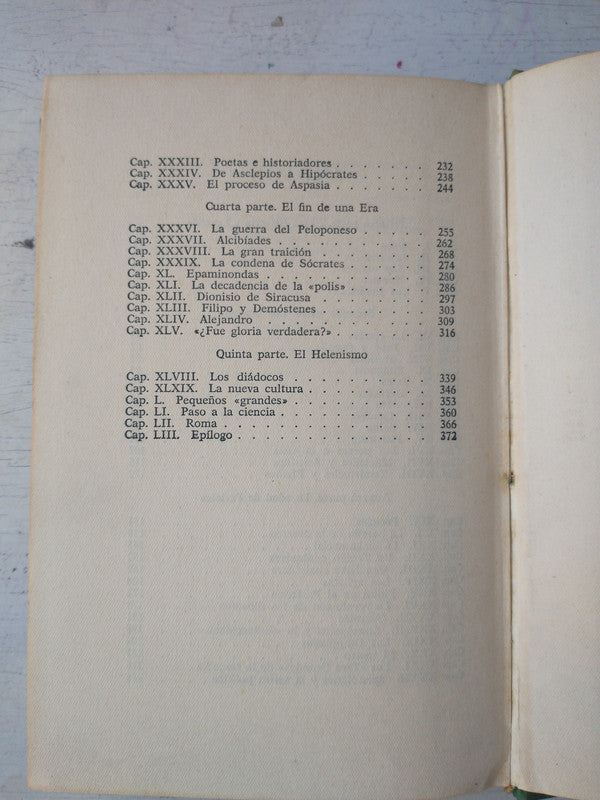 Cap. XXXIII. Poetas e historiadores . . . . . . . 232
Cap. XXXIV. De Asclepios a Hipócrates . . . . . . 238
Cap. XXXV. El proceso de Aspasia . . . . . . . 244
Cuarta parte. El fin de una Era
Cap. XXXVI. La guerra del Peloponeso . . . . . 255
Cap. XXXVII. Alcibíades . . . . . . . . . . 262
Cap. XXXVIII. La gran traición . . . . . . . . 268
Cap. XXXIX. La condena de Sócrates . . . . . . 274
Cap. XL. Epaminondas . . . . . . . . . . . 280
Cap. XLI. La decadencia de la «polis» . . . . . . 286
Cap. XLII. Dionisio de Siracusa . . . . . . . 297
Cap. XLIII. Filipo y Demóstenes . . . . . . . 303
Cap. XLIV. Alejandro . . . . . . . . . . 309
Cap. XLV. «¿Fue gloria verdadera?» . . . . . . . 316
Quinta parte. El Helenismo
Cap. XLVIII. Los diádocos . . . . . . . . . 339
Cap. XLIX. La nueva cultura . . . . . . . . . 346
Cap. L. Pequeños «grandes» . . . . . . . . . 353
Cap. LI. Paso a la ciencia . . . . . . . . . . 360
Cap. LII. Roma . . . . . . . . . . . . . 366
Cap. LIII. Epílogo . . . . . . . . . . . . 372